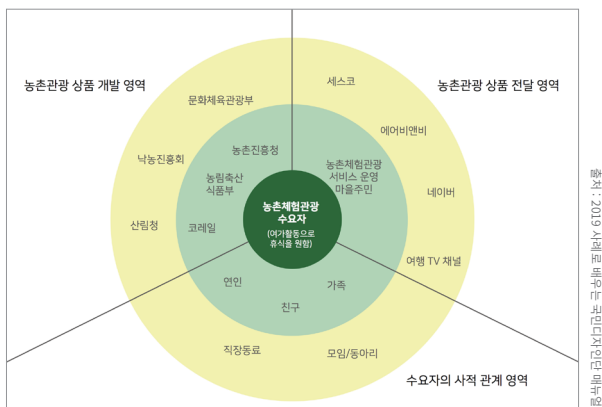 농촌관광 상품 개발 영역
농촌관광 상품 전달 영역
세스코
문화체육관광부
에어비앤비
농촌진흥청
낙농진흥회
농림축산
식품부
농촌체험관광
서비스 운영
마을주민
네이버
산림청
코레일
농촌체험관광
수요자
(여가활동으로
휴식을 원함)
여행 TV 채널
연인
가족
친구
직장동료
모임/동아리
수요자의 사적 관계 영역
출처 : 2019 사례로 배우는 국민디자인단 매뉴얼